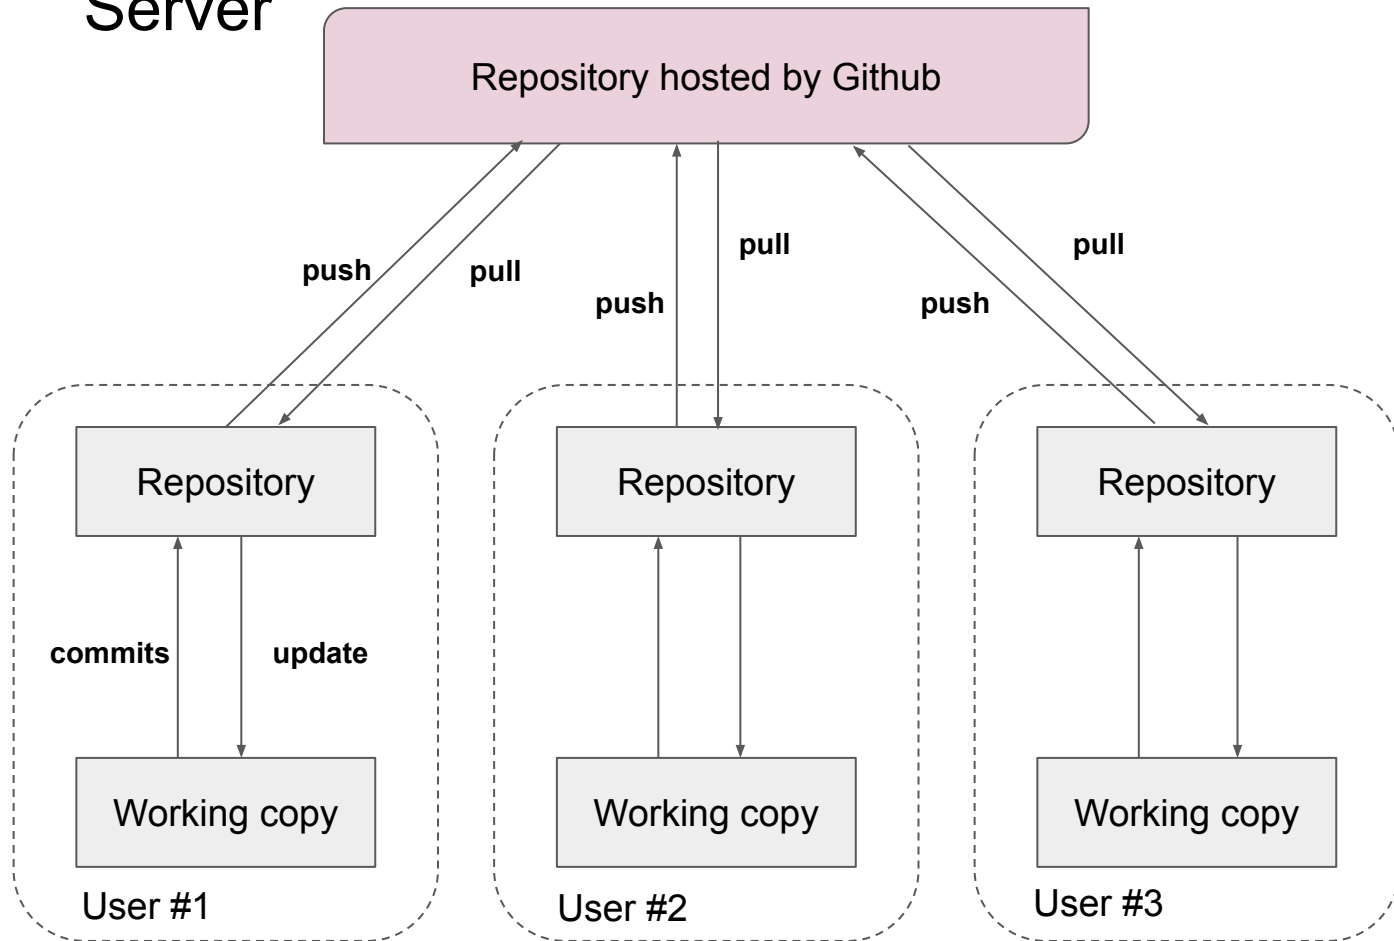 Server
Repository hosted by Github
push
pull
push
pull
push
pull
Repository
Repository
Repository
commits
update
Working copy
Working copy
Working copy
User #1
User #2
User #3